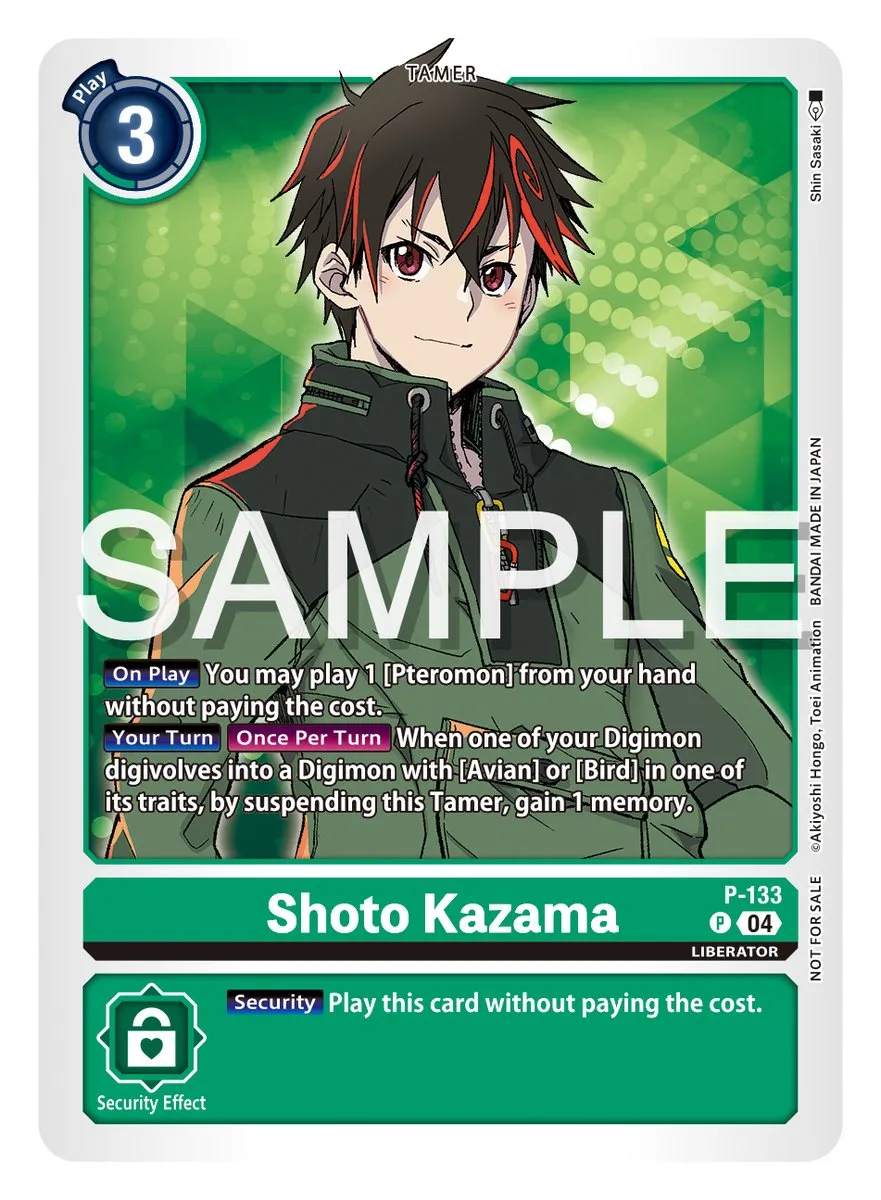 TAMER
Play
3
Shin Sasaki
SAMPLE
On Play You may play 1 [Pteromon] from your hand
without paying the cost.
Your Turn Once Per Turn When one of your Digimon
digivolves into a Digimon with [Avian] or [Bird] in one of
its traits, by suspending this Tamer, gain 1 memory.
©Akiyoshi Hongo, Toei Animation BANDAI MADE IN JAPAN
Shoto Kazama
P-133
P 04
LIBERATOR
NOT FOR SALE
Security Play this card without paying the cost.
Security Effect